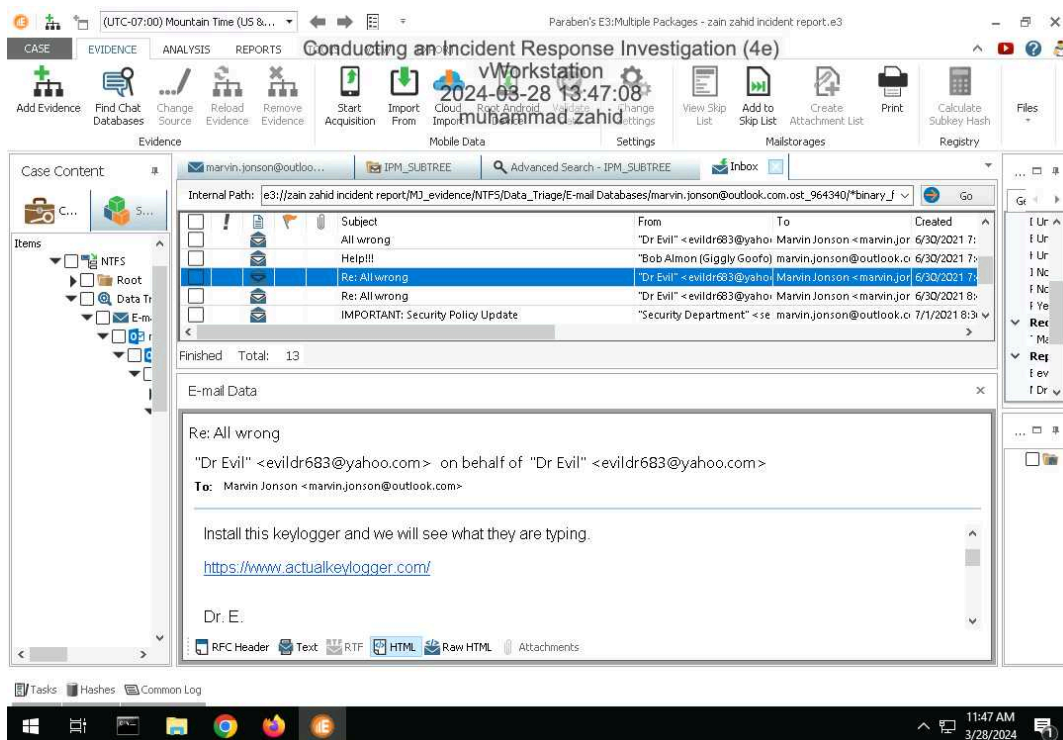 (UTC-07:00) Mountain Time (US &...
Paraben's E3:Multiple Packages - zain zahid incident report.e3
CASE EVIDENCE ANALYSIS REPORTS
Conducting an Incident Response Investigation (4e)
vWorkstation
2024-03-28 13:47:08
muhammad zahid
Add Evidence
Find Chat Databases
Change Source
Reload Evidence
Remove Evidence
Start Acquisition
Import From
Cloud Import
Root Android
Change Settings
View Skip List
Add to Skip List
Create Attachment List
Print
Calculate Subkey Hash
Files
Evidence Mobile Data Settings Mailstorages Registry
Case Content
C... S...
marvin.jonson@outloo... IPM_SUBTREE Advanced Search - IPM_SUBTREE Inbox
Internal Path: e3://zain zahid incident report/MJ_evidence/NTFS/Data_Triage/E-mail Databases/marvin.jonson@outlook.com.ost_964340/*binary_f Go
Subject From To Created
All wrong "Dr Evil" <evildr683@yaho Marvin Jonson <marvin.jor 6/30/2021 7:
Help!!! "Bob Almon (Giggly Goofo) marvin.jonson@outlook.c 6/30/2021 7:
Re: All wrong "Dr Evil" <evildr683@yaho Marvin Jonson <marvin.jor 6/30/2021 7:
Re: All wrong "Dr Evil" <evildr683@yaho Marvin Jonson <marvin.jor 6/30/2021 8:
IMPORTANT: Security Policy Update "Security Department" <se marvin.jonson@outlook.c 7/1/2021 8:3
Finished Total: 13
Items
NTFS
Root
Data Tr
E-m
E-mail Data
Re: All wrong
"Dr Evil" <evildr683@yahoo.com> on behalf of "Dr Evil" <evildr683@yahoo.com>
To: Marvin Jonson <marvin.jonson@outlook.com>
Install this keylogger and we will see what they are typing.
https://www.actualkeylogger.com/
Dr. E.
RFC Header Text RTF HTML Raw HTML Attachments
Tasks Hashes Common Log
11:47 AM
3/28/2024